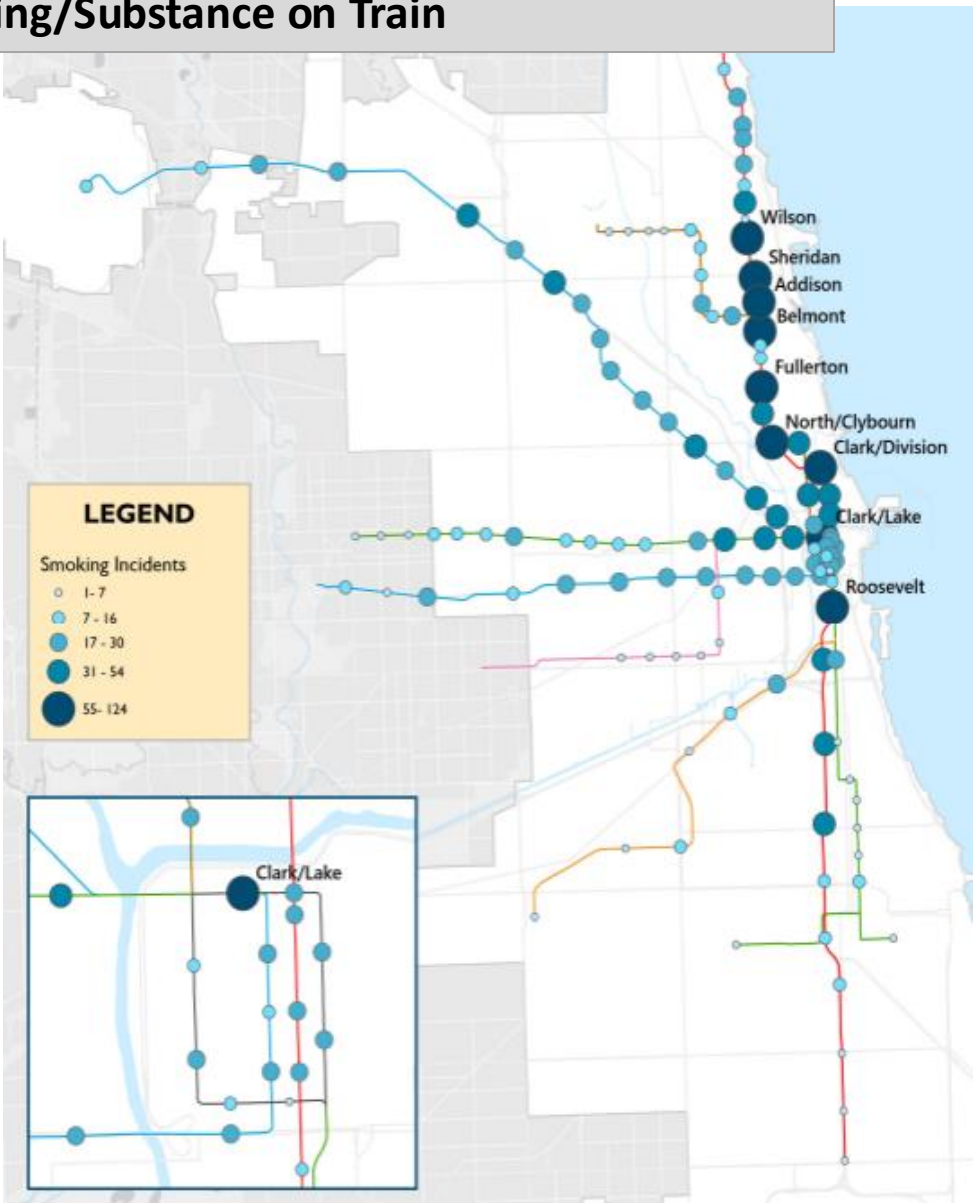 ing/Substance on Train
Wilson
Sheridan
Addison
Belmont
Fullerton
North/Clybourn
Clark/Division
Clark/Lake
Roosevelt
LEGEND
Smoking Incidents
1- 7
7 - 16
17 - 30
31 - 54
55- 124
Clark/Lake